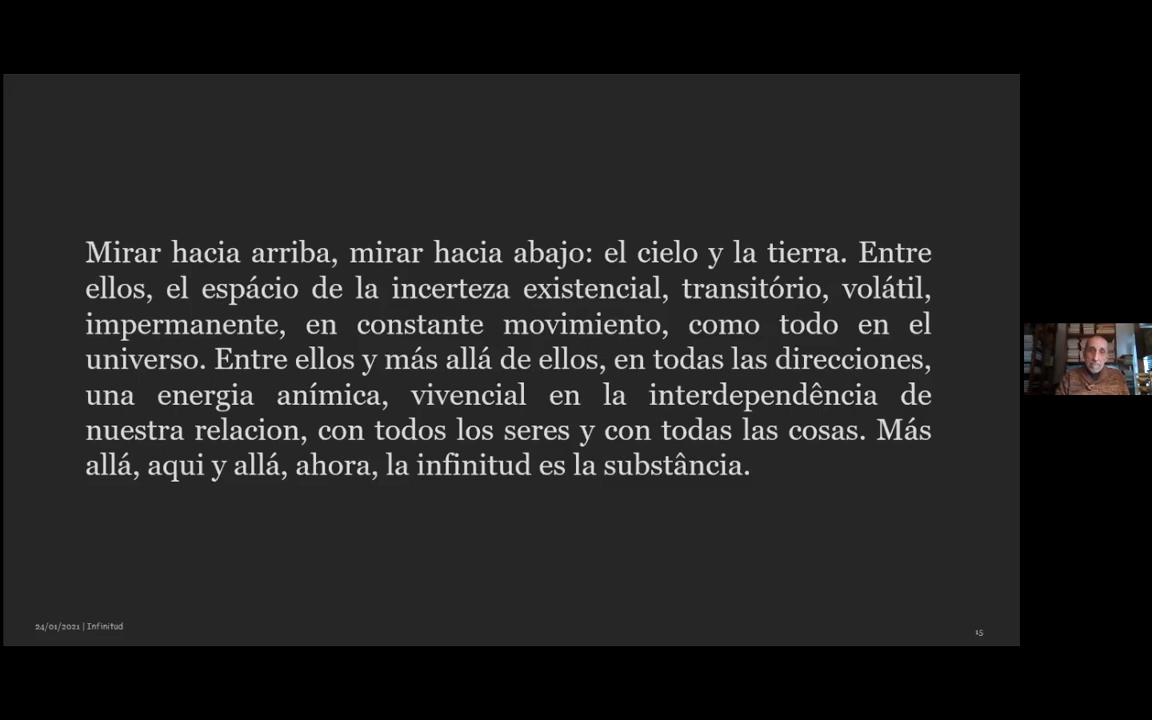 Mirar hacia arriba, mirar hacia abajo: el cielo y la tierra. Entre
ellos, el espácio de la incerteza existencial, transitório, volátil,
impermanente, en constante movimiento, como todo en el
universo. Entre ellos y más allá de ellos, en todas las direcciones,
una energia anímica, vivencial en la interdependência de
nuestra relacion, con todos los seres y con todas las cosas. Más
allá, aqui y allá, ahora, la infinitud es la substância.
24/01/2021 | Infinitud
15